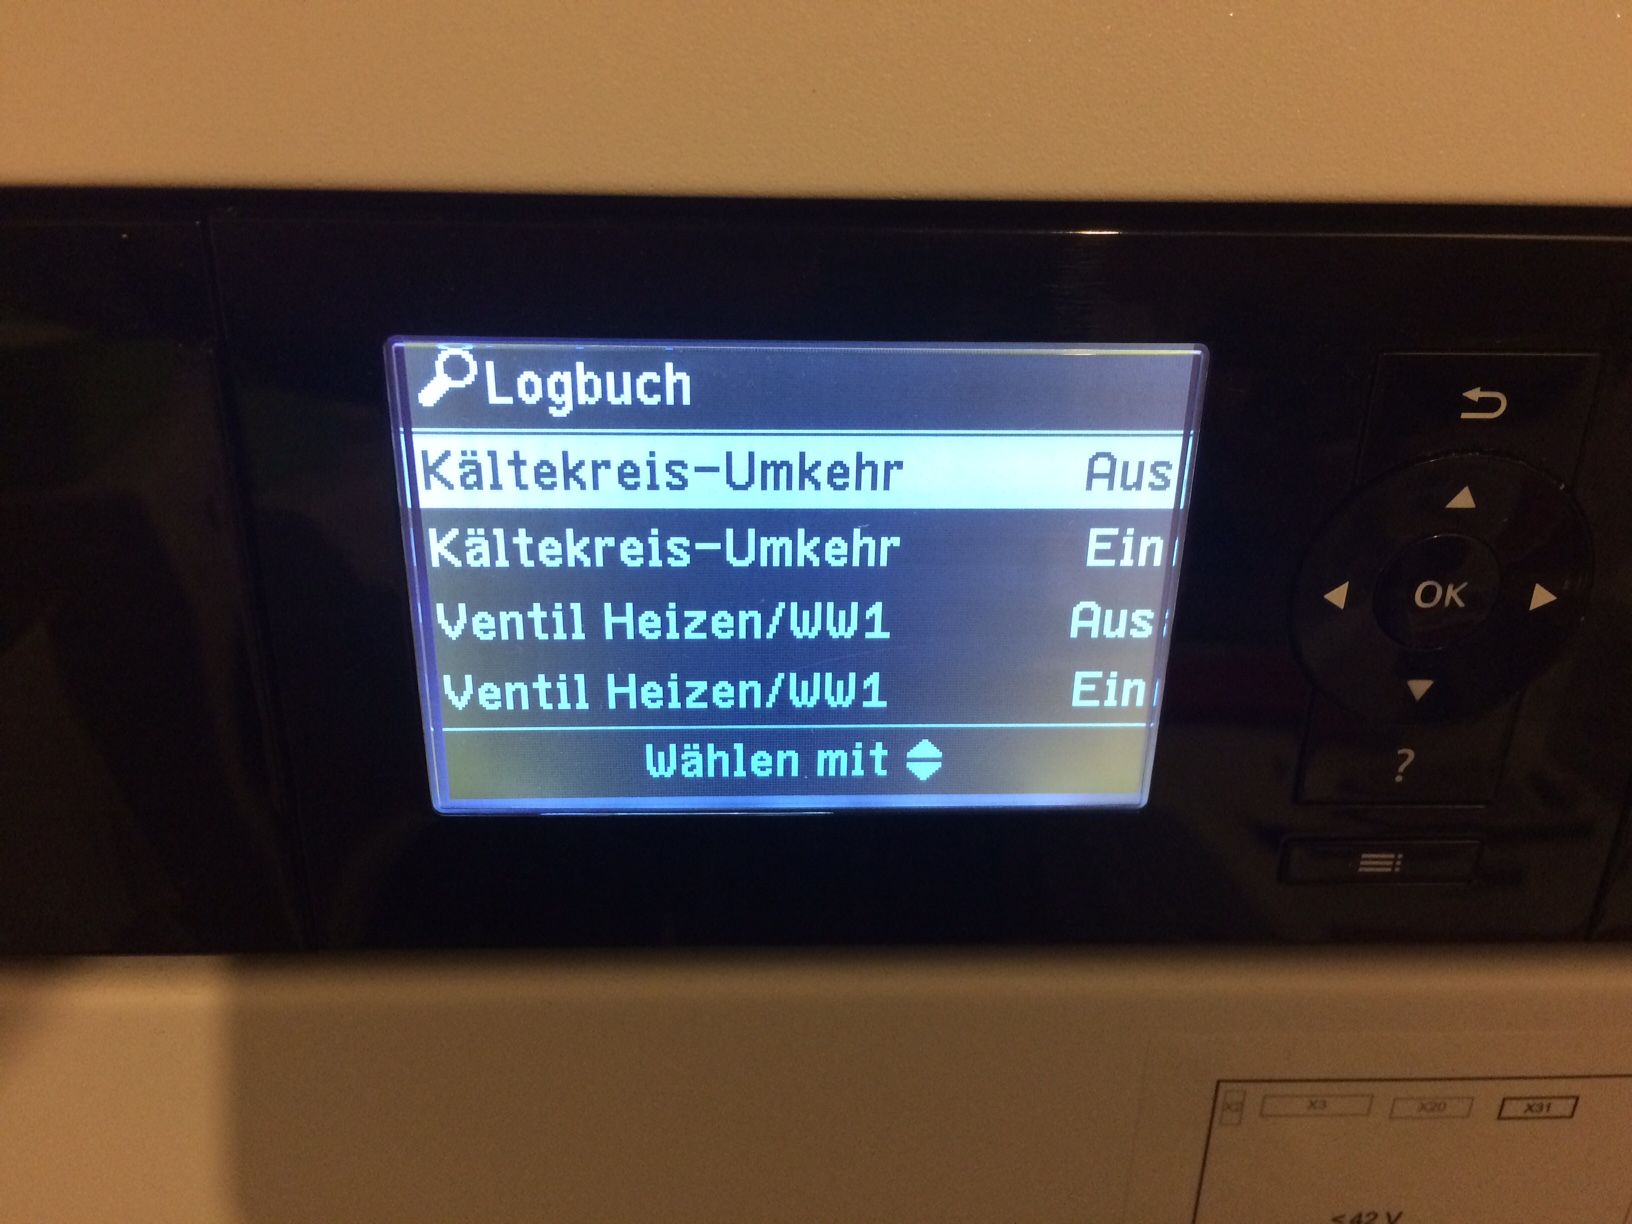 Logbuch
Kältekreis-Umkehr Aus
Kältekreis-Umkehr Ein
Ventil Heizen/WW1 Aus
Ventil Heizen/WW1 Ein
Wählen mit
OK
?
X3 X20 X31
≤42 V